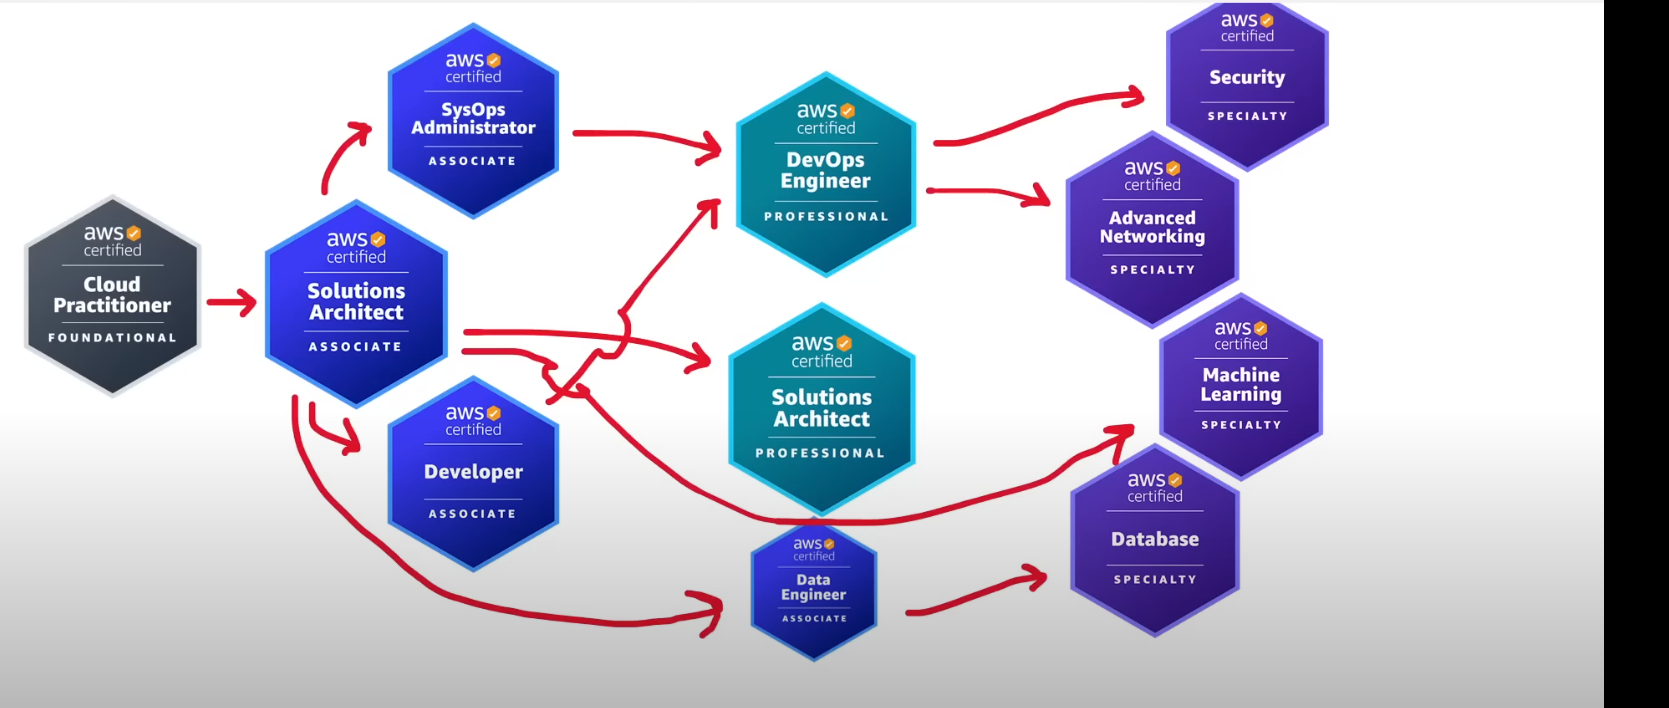 aws
certified
Cloud
Practitioner
FOUNDATIONAL
aws
certified
Solutions
Architect
ASSOCIATE
aws
certified
SysOps
Administrator
ASSOCIATE
aws
certified
Developer
ASSOCIATE
aws
certified
DevOps
Engineer
PROFESSIONAL
aws
certified
Solutions
Architect
PROFESSIONAL
aws
certified
Data
Engineer
ASSOCIATE
aws
certified
Security
SPECIALTY
aws
certified
Advanced
Networking
SPECIALTY
aws
certified
Machine
Learning
SPECIALTY
aws
certified
Database
SPECIALTY